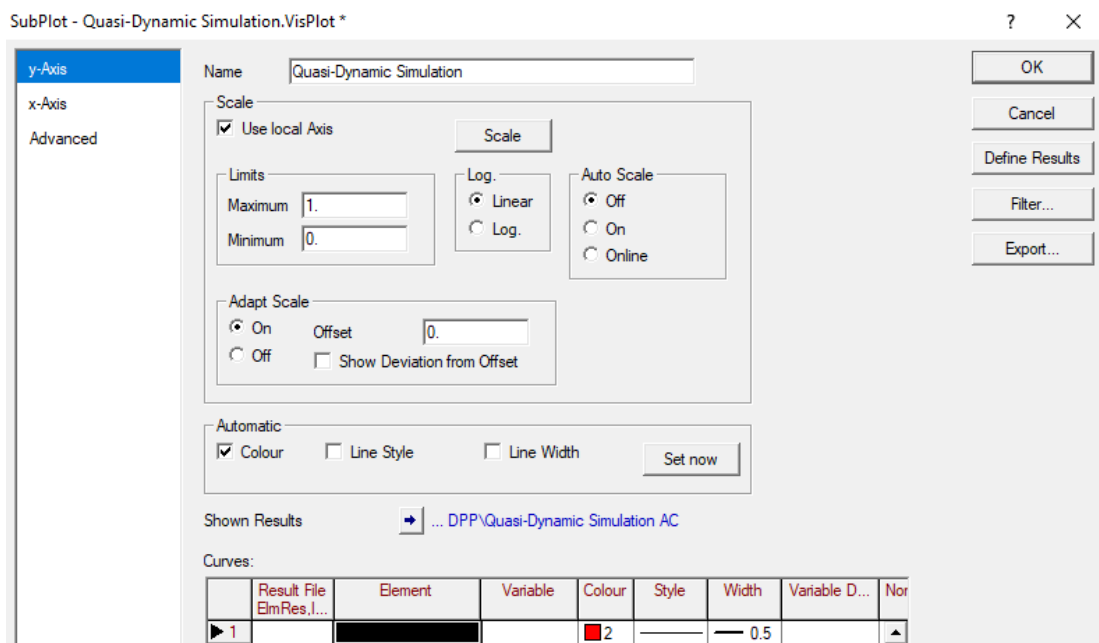 SubPlot - Quasi-Dynamic Simulation.VisPlot * ?
y-Axis
x-Axis
Advanced
Name Quasi-Dynamic Simulation
Scale
Use local Axis Scale
Limits
Maximum 1.
Minimum 0.
Log.
Linear
Log.
Auto Scale
Off
On
Online
Adapt Scale
On Offset 0.
Off Show Deviation from Offset
Automatic
Colour Line Style Line Width Set now
Shown Results ... DPP\Quasi-Dynamic Simulation AC
Curves:
Result File Element Variable Colour Style Width Variable D... Nor
ElmRes,I...
1 2 0.5
OK
Cancel
Define Results
Filter...
Export...